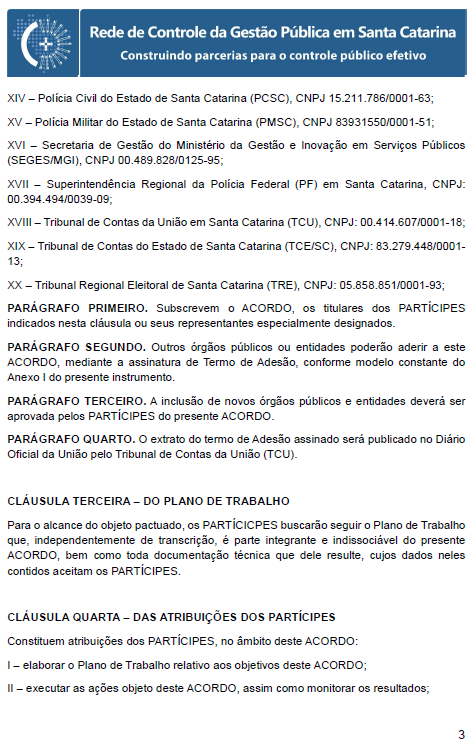 Rede de Controle da Gestão Pública em Santa Catarina
Construindo parcerias para o controle público efetivo
XIV – Polícia Civil do Estado de Santa Catarina (PCSC), CNPJ 15.211.786/0001-63;
XV – Polícia Militar do Estado de Santa Catarina (PMSC), CNPJ 83931550/0001-51;
XVI – Secretaria de Gestão do Ministério da Gestão e Inovação em Serviços Públicos
(SEGES/MGI), CNPJ 00.489.828/0125-95;
XVII – Superintendência Regional da Polícia Federal (PF) em Santa Catarina, CNPJ:
00.394.494/0039-09;
XVIII – Tribunal de Contas da União em Santa Catarina (TCU), CNPJ: 00.414.607/0001-18;
XIX – Tribunal de Contas do Estado de Santa Catarina (TCE/SC), CNPJ: 83.279.448/0001-
13;
XX – Tribunal Regional Eleitoral de Santa Catarina (TRE), CNPJ: 05.858.851/0001-93;
PARÁGRAFO PRIMEIRO. Subscrevem o ACORDO, os titulares dos PARTÍCIPES
indicados nesta cláusula ou seus representantes especialmente designados.
PARÁGRAFO SEGUNDO. Outros órgãos públicos ou entidades poderão aderir a este
ACORDO, mediante a assinatura de Termo de Adesão, conforme modelo constante do
Anexo I do presente instrumento.
PARÁGRAFO TERCEIRO. A inclusão de novos órgãos públicos e entidades deverá ser
aprovada pelos PARTÍCIPES do presente ACORDO.
PARÁGRAFO QUARTO. O extrato do termo de Adesão assinado será publicado no Diário
Oficial da União pelo Tribunal de Contas da União (TCU).
CLÁUSULA TERCEIRA – DO PLANO DE TRABALHO
Para o alcance do objeto pactuado, os PARTÍCICPES buscarão seguir o Plano de Trabalho
que, independentemente de transcrição, é parte integrante e indissociável do presente
ACORDO, bem como toda documentação técnica que dele resulte, cujos dados neles
contidos aceitam os PARTÍCIPES.
CLÁUSULA QUARTA – DAS ATRIBUIÇÕES DOS PARTÍCIPES
Constituem atribuições dos PARTÍCIPES, no âmbito deste ACORDO:
I – elaborar o Plano de Trabalho relativo aos objetivos deste ACORDO;
II – executar as ações objeto deste ACORDO, assim como monitorar os resultados;
3